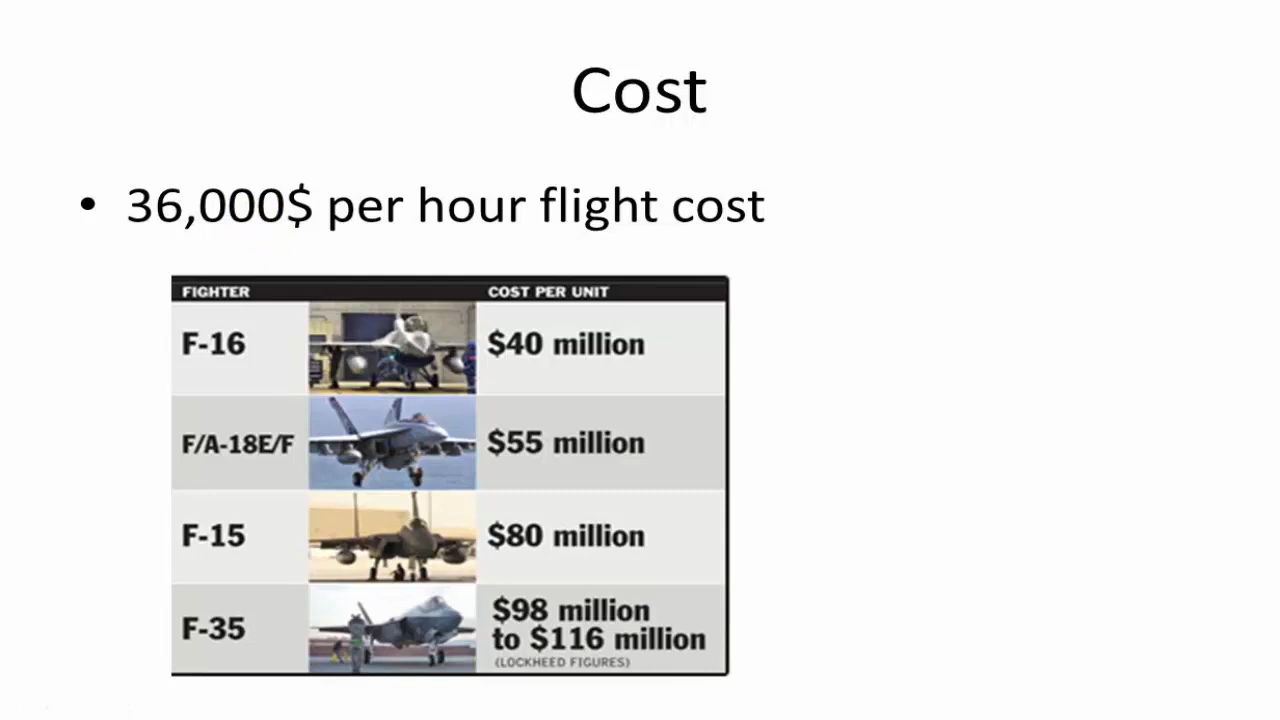 Cost
• 36,000$ per hour flight cost
FIGHTER COST PER UNIT
F-16 $40 million
F/A-18E/F $55 million
F-15 $80 million
F-35 $98 million
to $116 million
(LOCKHEED FIGURES)